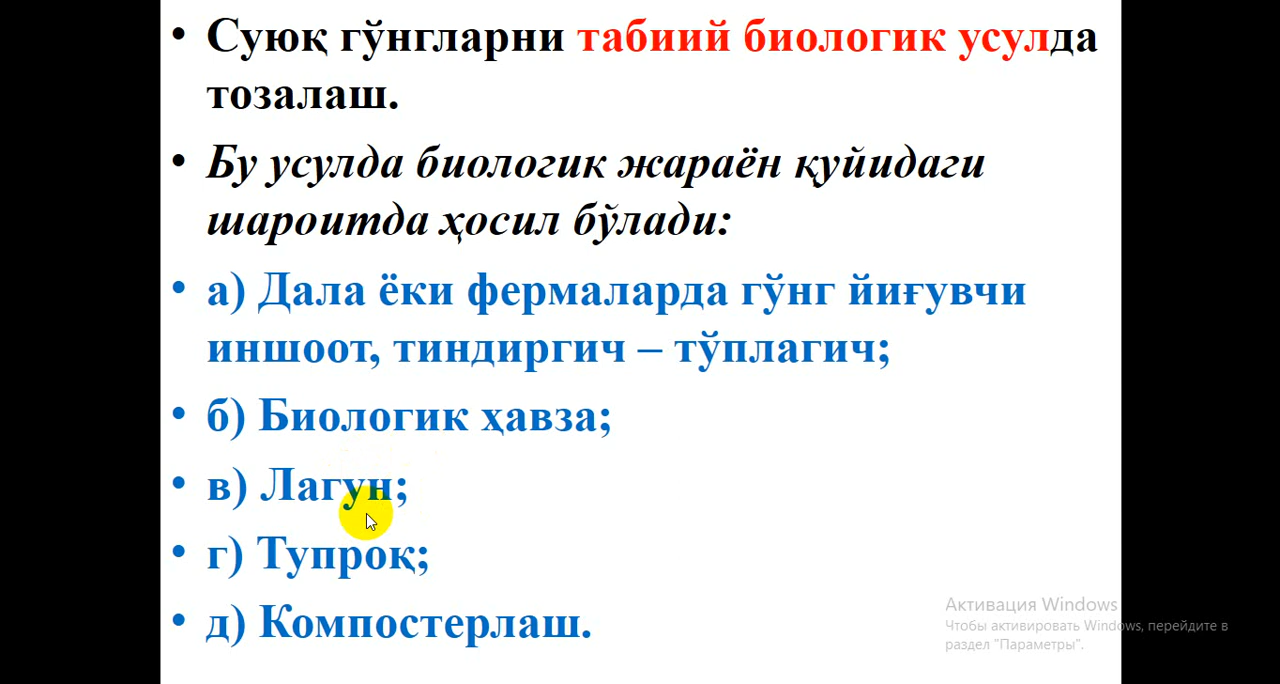 • Суюқ гўнгларни табиий биологик усулда
тозалаш.
• Бу усулда биологик жараён қуйидаги
шароитда ҳосил бўлади:
• а) Дала ёки фермаларда гўнг йиғувчи
иншоот, тиндиргич – тўплагич;
• б) Биологик ҳавза;
• в) Лагун;
• г) Тупроқ;
• д) Компостерлаш.
Активация Windows
Чтобы активировать Windows, перейдите в
раздел "Параметры".